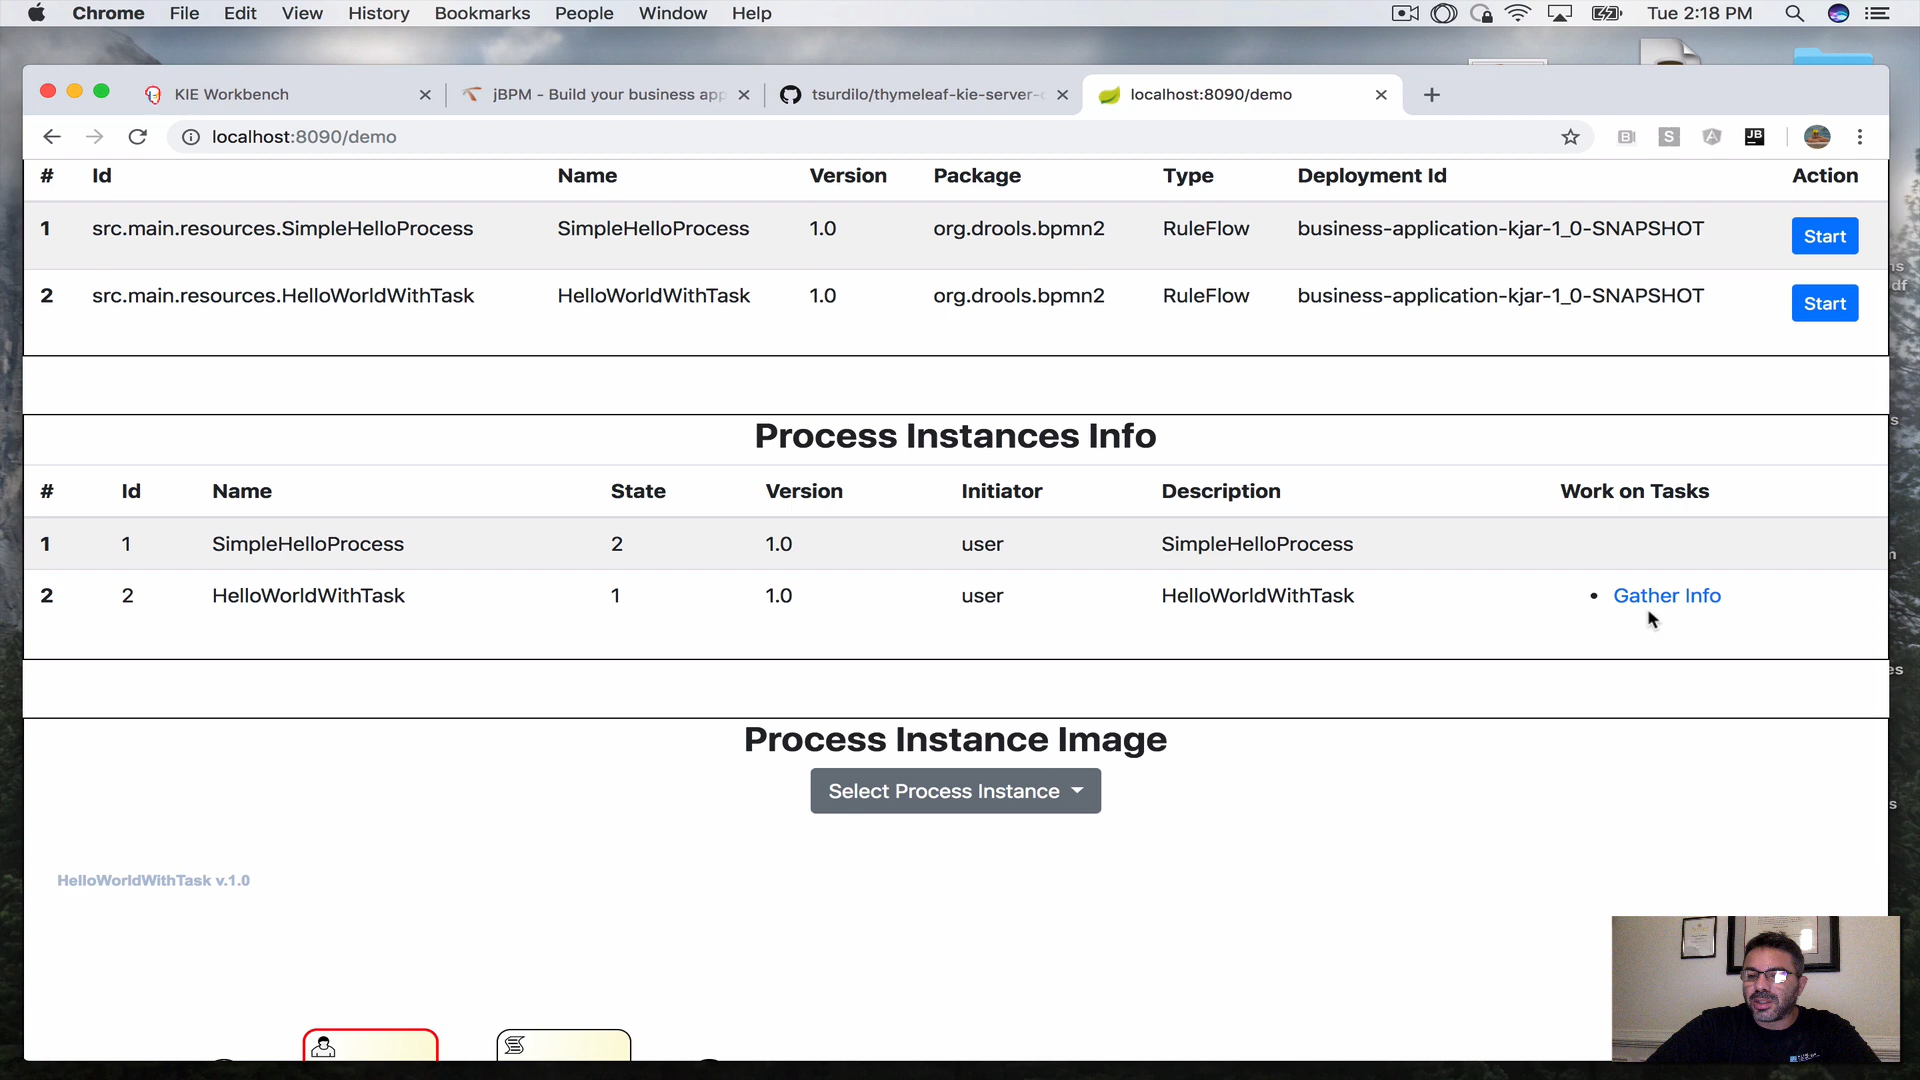 Chrome File Edit View History Bookmarks People Window Help Tue 2:18 PM
KIE Workbench jBPM - Build your business app tsurdilo/thymeleaf-kie-server- localhost:8090/demo
localhost:8090/demo
# Id Name Version Package Type Deployment Id Action
1 src.main.resources.SimpleHelloProcess SimpleHelloProcess 1.0 org.drools.bpmn2 RuleFlow business-application-kjar-1_0-SNAPSHOT Start
2 src.main.resources.HelloWorldWithTask HelloWorldWithTask 1.0 org.drools.bpmn2 RuleFlow business-application-kjar-1_0-SNAPSHOT Start
Process Instances Info
# Id Name State Version Initiator Description Work on Tasks
1 1 SimpleHelloProcess 2 1.0 user SimpleHelloProcess
2 2 HelloWorldWithTask 1 1.0 user HelloWorldWithTask • Gather Info
Process Instance Image
Select Process Instance
HelloWorldWithTask v.1.0